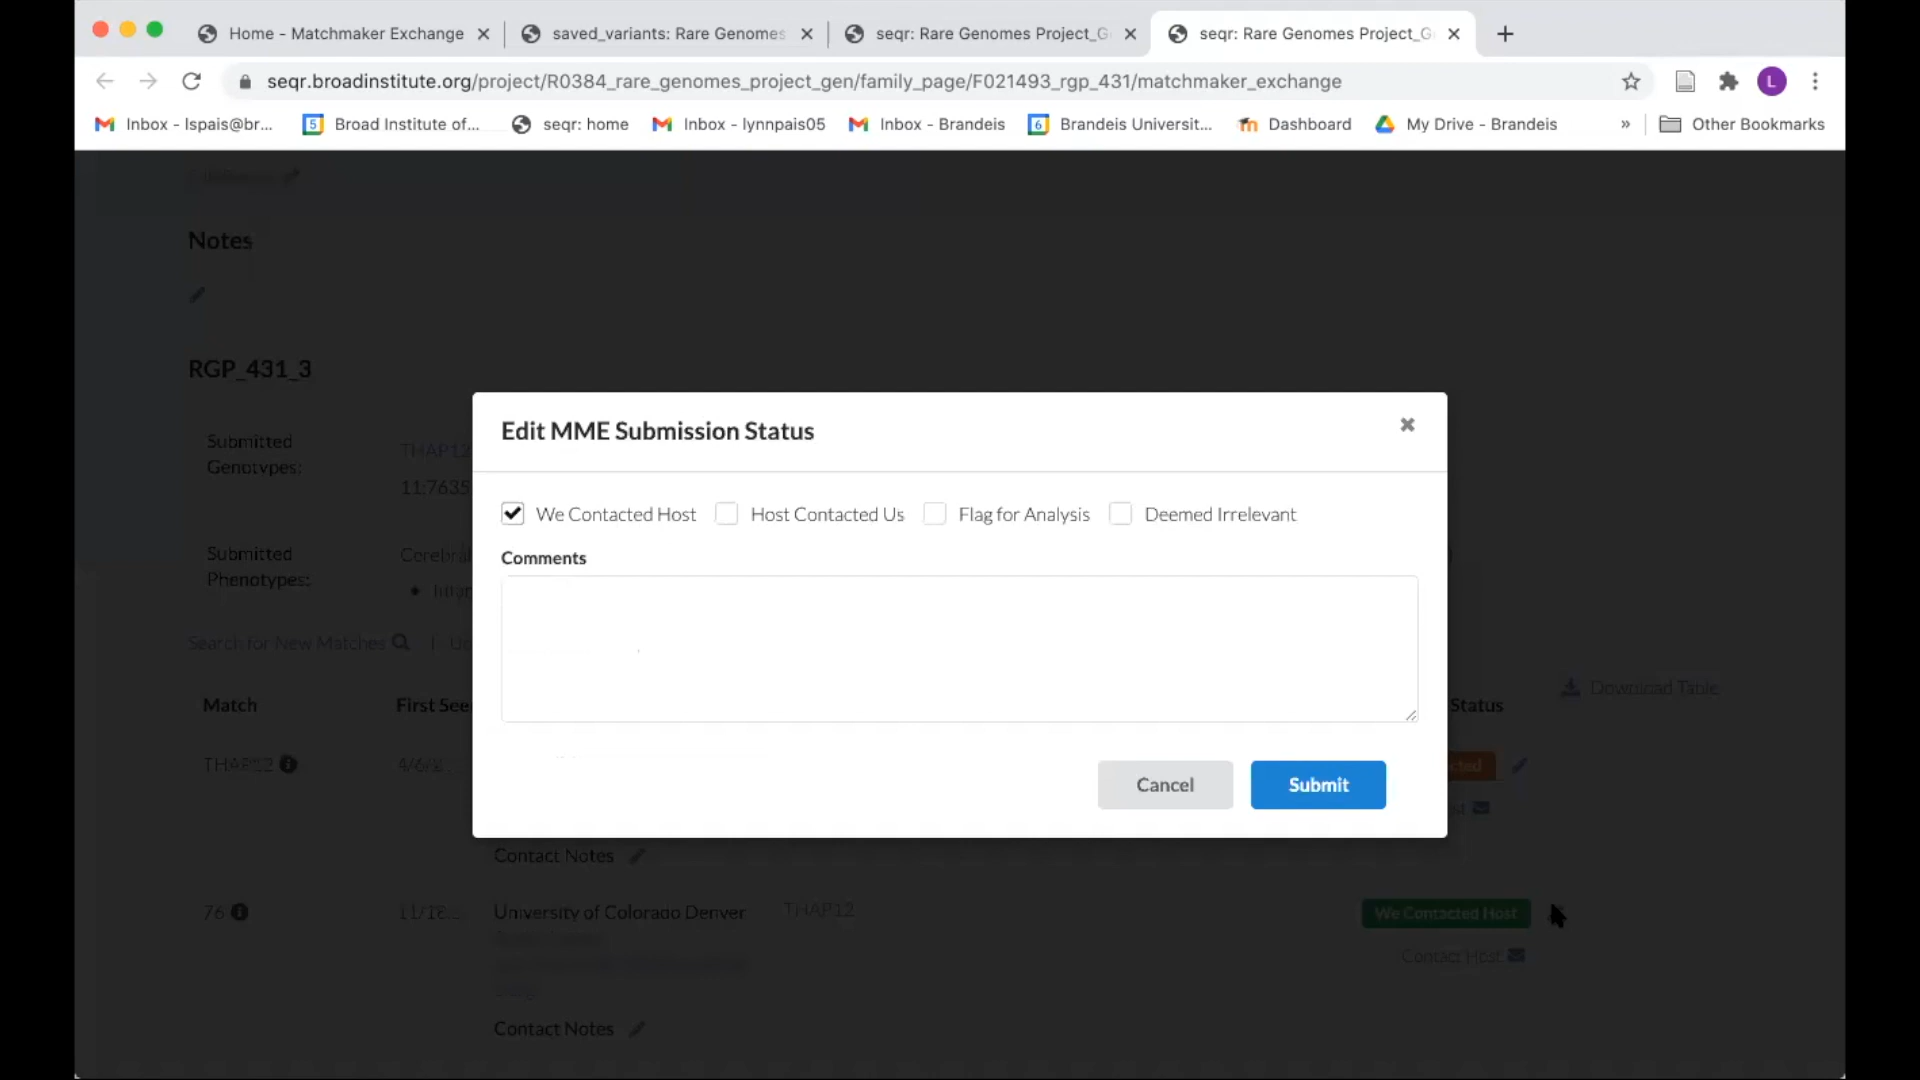 Home - Matchmaker Exchange
saved_variants: Rare Genomes
seqr: Rare Genomes Project_G
seqr: Rare Genomes Project_G
seqr.broadinstitute.org/project/R0384_rare_genomes_project_gen/family_page/F021493_rgp_431/matchmaker_exchange
Inbox - lspais@br...
5 Broad Institute of...
seqr: home
Inbox - lynnpais05
Inbox - Brandeis
6 Brandeis Universit...
Dashboard
My Drive - Brandeis
»
Other Bookmarks
L
Notes
RGP_431_3
Edit MME Submission Status
Submitted
Genotypes:
THAP12
11:7635
We Contacted Host
Host Contacted Us
Flag for Analysis
Deemed Irrelevant
Submitted
Phenotypes:
Cerebral
Comments
Search for New Matches
Download Table
Match
First See
Status
THAP12
Cancel
Submit
Contact Notes
76
University of Colorado Denver
THAP12
We Contacted Host
Contact Host
Contact Notes